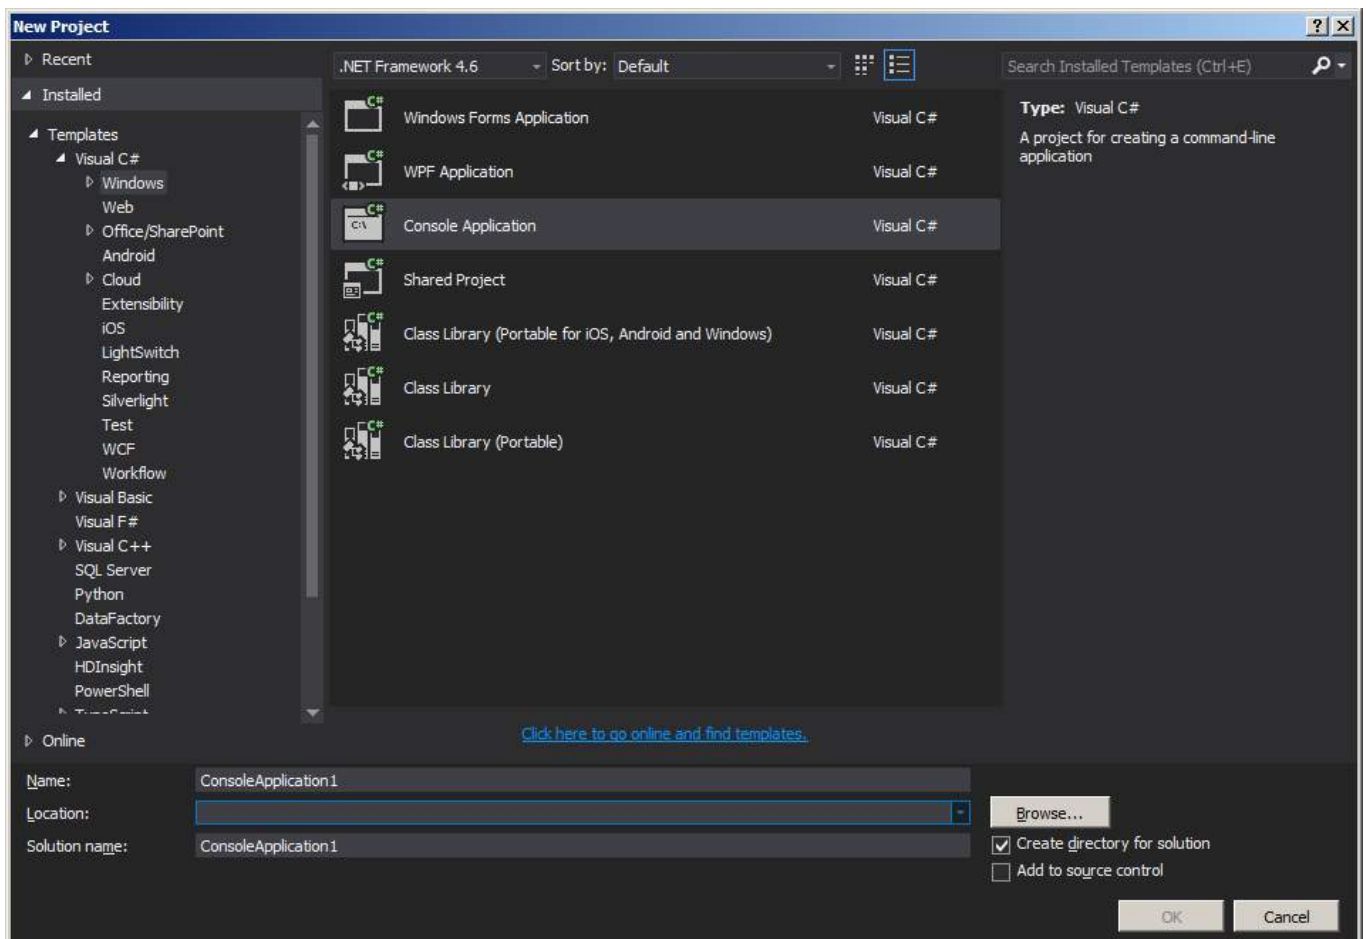 New Project
Recent
.NET Framework 4.6 Sort by: Default Search Installed Templates (Ctrl+E)
Installed
Templates
Visual C#
Windows
Web
Office/SharePoint
Android
Cloud
Extensibility
iOS
LightSwitch
Reporting
Silverlight
Test
WCF
Workflow
Visual Basic
Visual F#
Visual C++
SQL Server
Python
DataFactory
JavaScript
HDInsight
PowerShell
TypeScript
Online
Windows Forms Application Visual C#
WPF Application Visual C#
Console Application Visual C#
Shared Project Visual C#
Class Library (Portable for iOS, Android and Windows) Visual C#
Class Library Visual C#
Class Library (Portable) Visual C#
Click here to go online and find templates.
Type: Visual C#
A project for creating a command-line
application
Name: ConsoleApplication1
Location:
Browse...
Solution name: ConsoleApplication1
Create directory for solution
Add to source control
OK Cancel